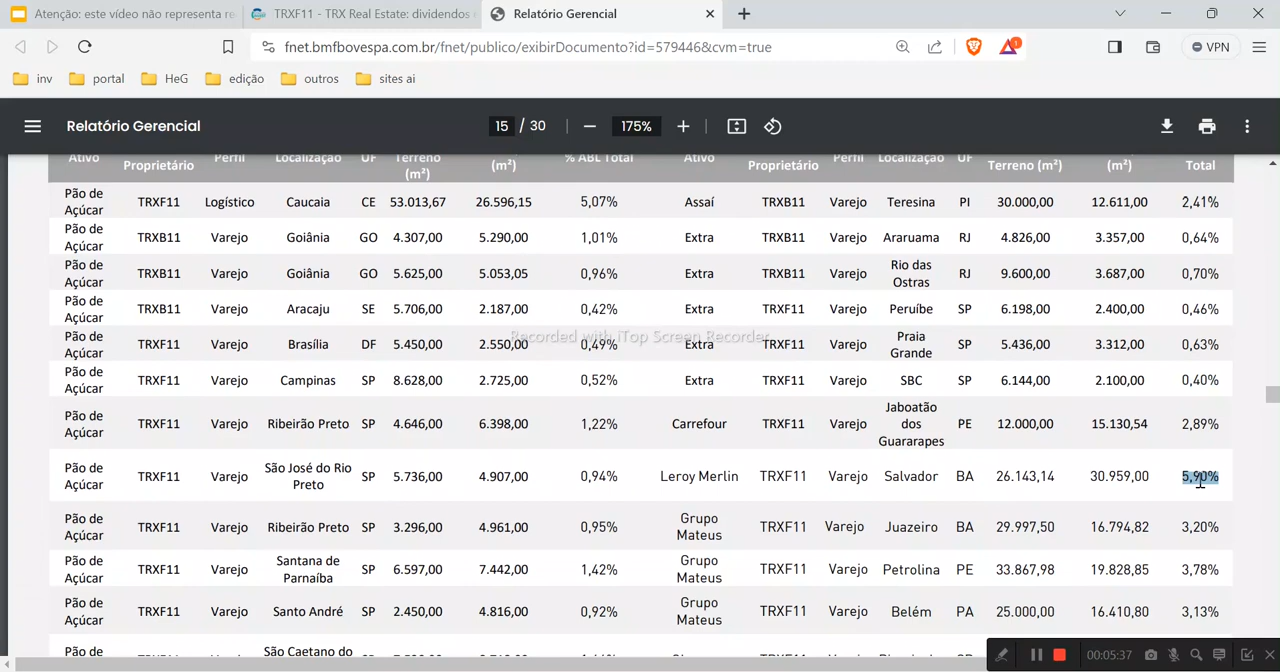 Atenção: este vídeo não representa re
TRXF11 - TRX Real Estate: dividendos
Relatório Gerencial
fnet.bmfbovespa.com.br/fnet/publico/exibirDocumento?id=579446&cvm=true
1
VPN
inv
portal
HeG
edição
outros
sites ai
Relatório Gerencial
15 / 30
175%
Ativo Proprietário Perfil Localização UF Terreno (m²) (m²) % ABL Total Ativo Proprietário Perfil Localização UF Terreno (m²) (m²) Total
Pão de Açúcar TRXF11 Logístico Caucaia CE 53.013,67 26.596,15 5,07% Assaí TRXB11 Varejo Teresina PI 30.000,00 12.611,00 2,41%
Pão de Açúcar TRXB11 Varejo Goiânia GO 4.307,00 5.290,00 1,01% Extra TRXB11 Varejo Araruama RJ 4.826,00 3.357,00 0,64%
Pão de Açúcar TRXB11 Varejo Goiânia GO 5.625,00 5.053,05 0,96% Extra TRXB11 Varejo Rio das Ostras RJ 9.600,00 3.687,00 0,70%
Pão de Açúcar TRXB11 Varejo Aracaju SE 5.706,00 2.187,00 0,42% Extra TRXF11 Varejo Peruíbe SP 6.198,00 2.400,00 0,46%
Recorded with iTop Screen Recorder
Pão de Açúcar TRXF11 Varejo Brasília DF 5.450,00 2.550,00 0,49% Extra TRXF11 Varejo Praia Grande SP 5.436,00 3.312,00 0,63%
Pão de Açúcar TRXF11 Varejo Campinas SP 8.628,00 2.725,00 0,52% Extra TRXF11 Varejo SBC SP 6.144,00 2.100,00 0,40%
Pão de Açúcar TRXF11 Varejo Ribeirão Preto SP 4.646,00 6.398,00 1,22% Carrefour TRXF11 Varejo Jaboatão dos Guararapes PE 12.000,00 15.130,54 2,89%
Pão de Açúcar TRXF11 Varejo São José do Rio Preto SP 5.736,00 4.907,00 0,94% Leroy Merlin TRXF11 Varejo Salvador BA 26.143,14 30.959,00 5,90%
Pão de Açúcar TRXF11 Varejo Ribeirão Preto SP 3.296,00 4.961,00 0,95% Grupo Mateus TRXF11 Varejo Juazeiro BA 29.997,50 16.794,82 3,20%
Pão de Açúcar TRXF11 Varejo Santana de Parnaíba SP 6.597,00 7.442,00 1,42% Grupo Mateus TRXF11 Varejo Petrolina PE 33.867,98 19.828,85 3,78%
Pão de Açúcar TRXF11 Varejo Santo André SP 2.450,00 4.816,00 0,92% Grupo Mateus TRXF11 Varejo Belém PA 25.000,00 16.410,80 3,13%
Pão de São Caetano do
00:05:37